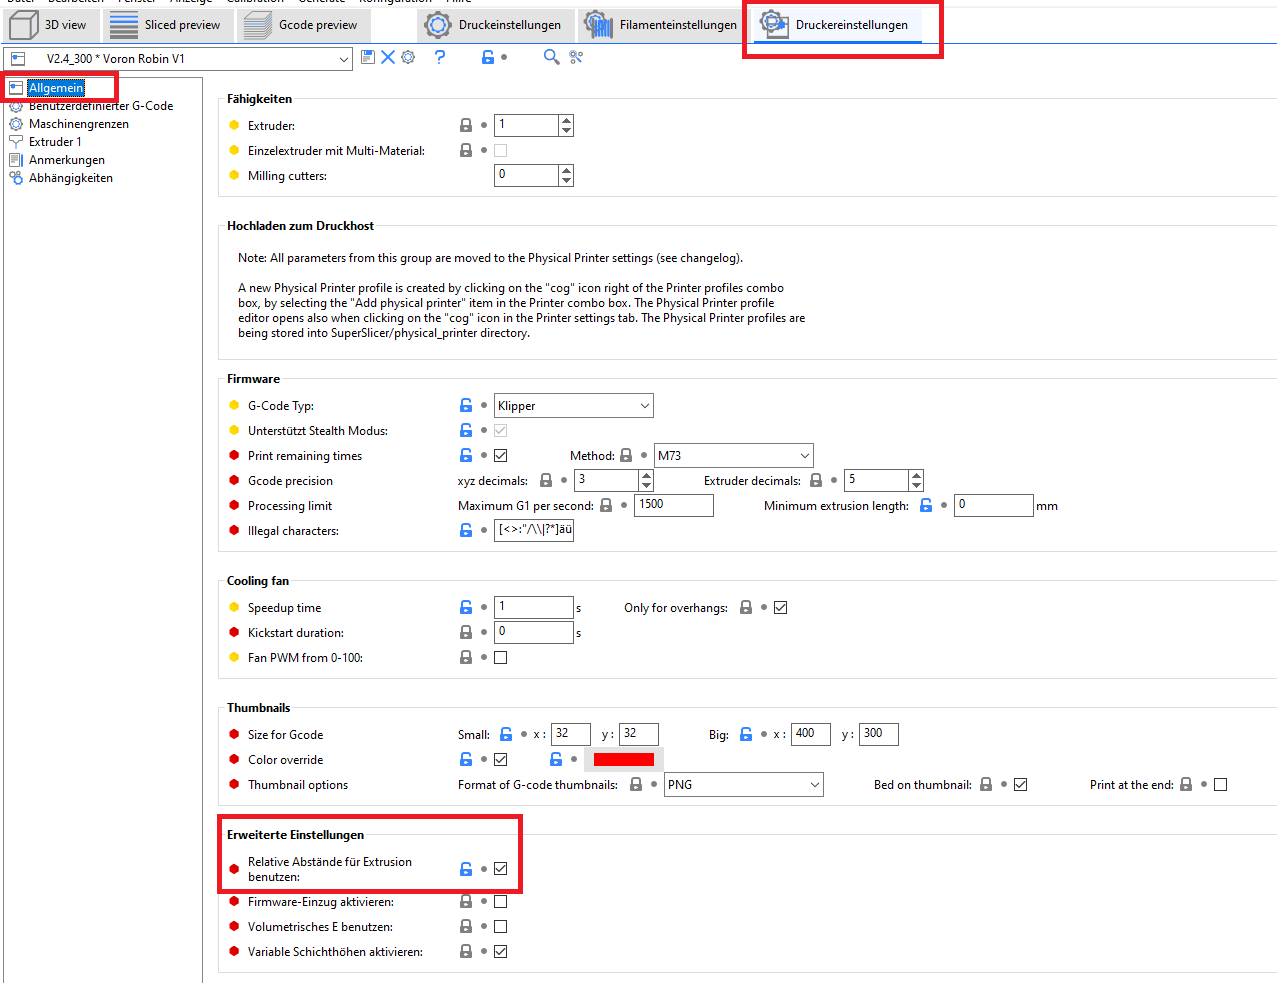 Datei Bearbeiten Fenster Anzeige Calibration Generate Konfiguration Hilfe
3D view Sliced preview Gcode preview Druckeinstellungen Filamenteinstellungen Druckereinstellungen
V2.4_300 * Voron Robin V1
Allgemein
Benutzerdefinierter G-Code
Maschinengrenzen
Extruder 1
Anmerkungen
Abhängigkeiten
Fähigkeiten
Extruder: 1
Einzelextruder mit Multi-Material:
Milling cutters: 0
Hochladen zum Druckhost
Note: All parameters from this group are moved to the Physical Printer settings (see changelog).
A new Physical Printer profile is created by clicking on the "cog" icon right of the Printer profiles combo
box, by selecting the "Add physical printer" item in the Printer combo box. The Physical Printer profile
editor opens also when clicking on the "cog" icon in the Printer settings tab. The Physical Printer profiles are
being stored into SuperSlicer/physical_printer directory.
Firmware
G-Code Typ: Klipper
Unterstützt Stealth Modus:
Print remaining times Method: M73
Gcode precision xyz decimals: 3 Extruder decimals: 5
Processing limit Maximum G1 per second: 1500 Minimum extrusion length: 0 mm
Illegal characters: [<>:"/\\|?*]äü
Cooling fan
Speedup time 1 s Only for overhangs:
Kickstart duration: 0 s
Fan PWM from 0-100:
Thumbnails
Size for Gcode Small: x : 32 y : 32 Big: x : 400 y : 300
Color override
Thumbnail options Format of G-code thumbnails: PNG Bed on thumbnail: Print at the end:
Erweiterte Einstellungen
Relative Abstände für Extrusion
benutzen:
Firmware-Einzug aktivieren:
Volumetrisches E benutzen:
Variable Schichthöhen aktivieren: